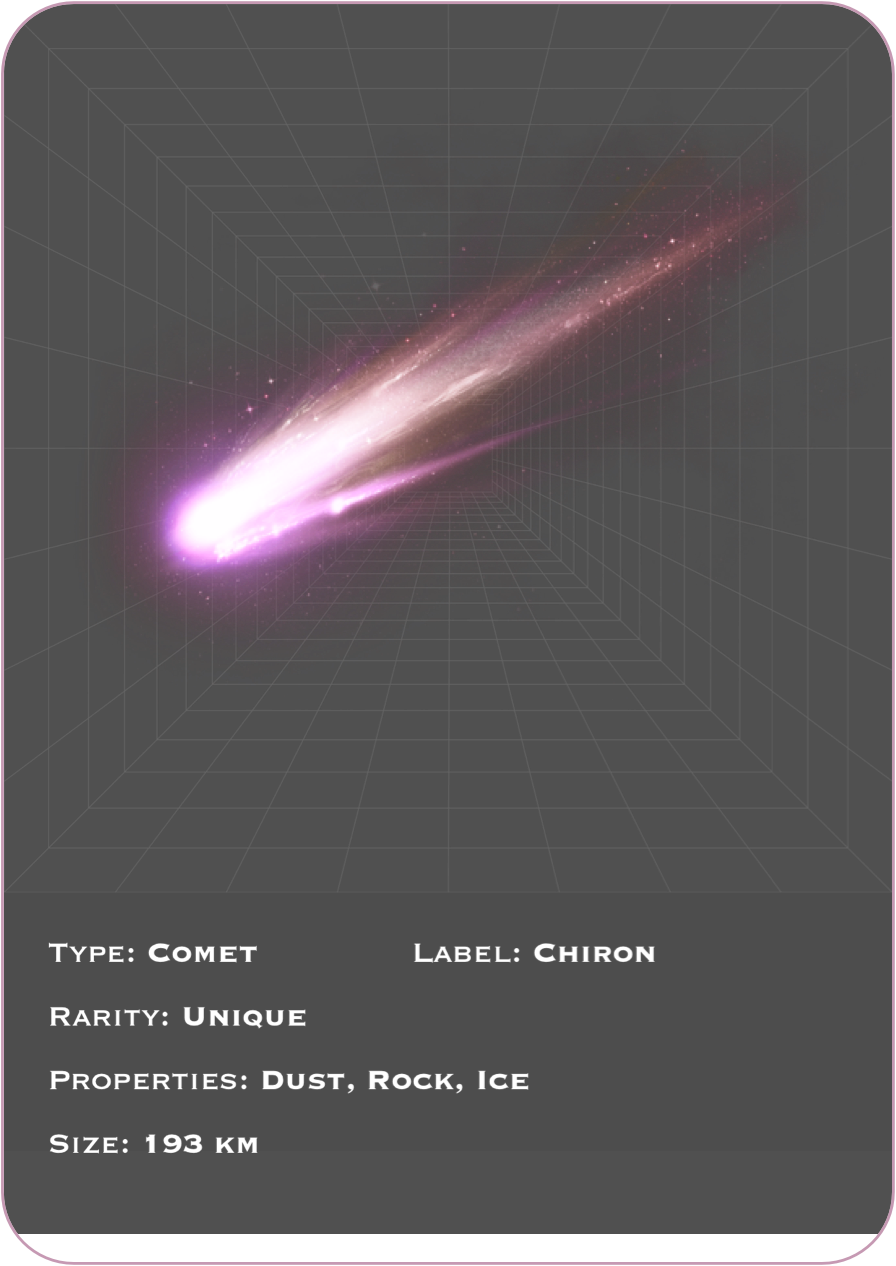 Type: Comet Label: Chiron
Rarity: Unique
Properties: Dust, Rock, Ice
Size: 193 km